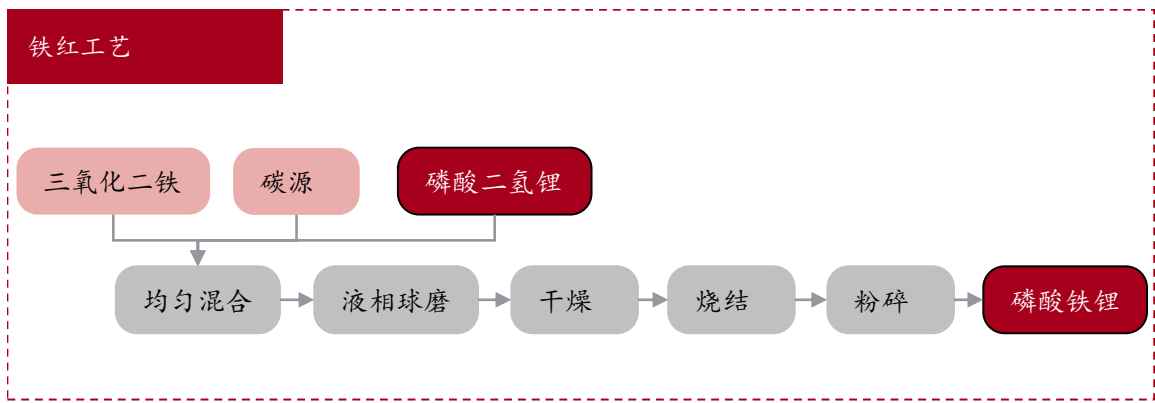 铁红工艺
三氧化二铁
碳源
磷酸二氢锂
均匀混合
液相球磨
干燥
烧结
粉碎
磷酸铁锂